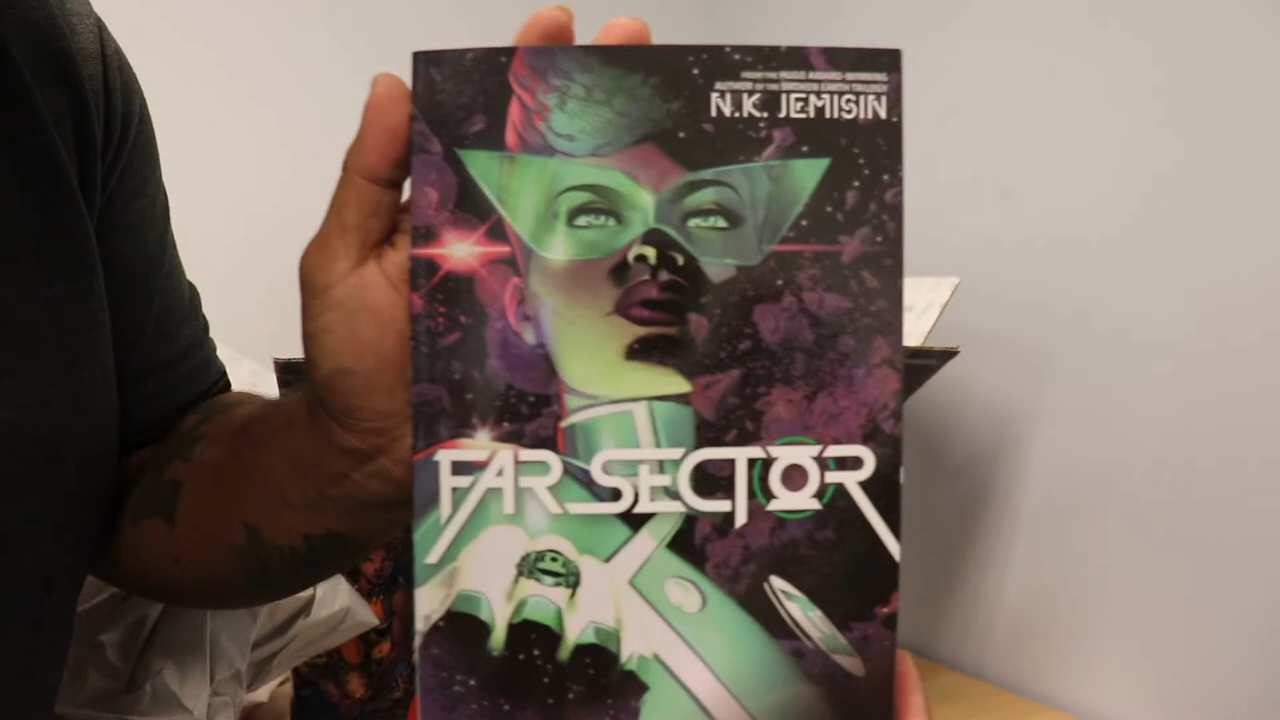 FROM THE HUGO AWARD-WINNING
AUTHOR OF THE BROKEN EARTH TRILOGY
N.K. JEMISIN
FAR SECTOR